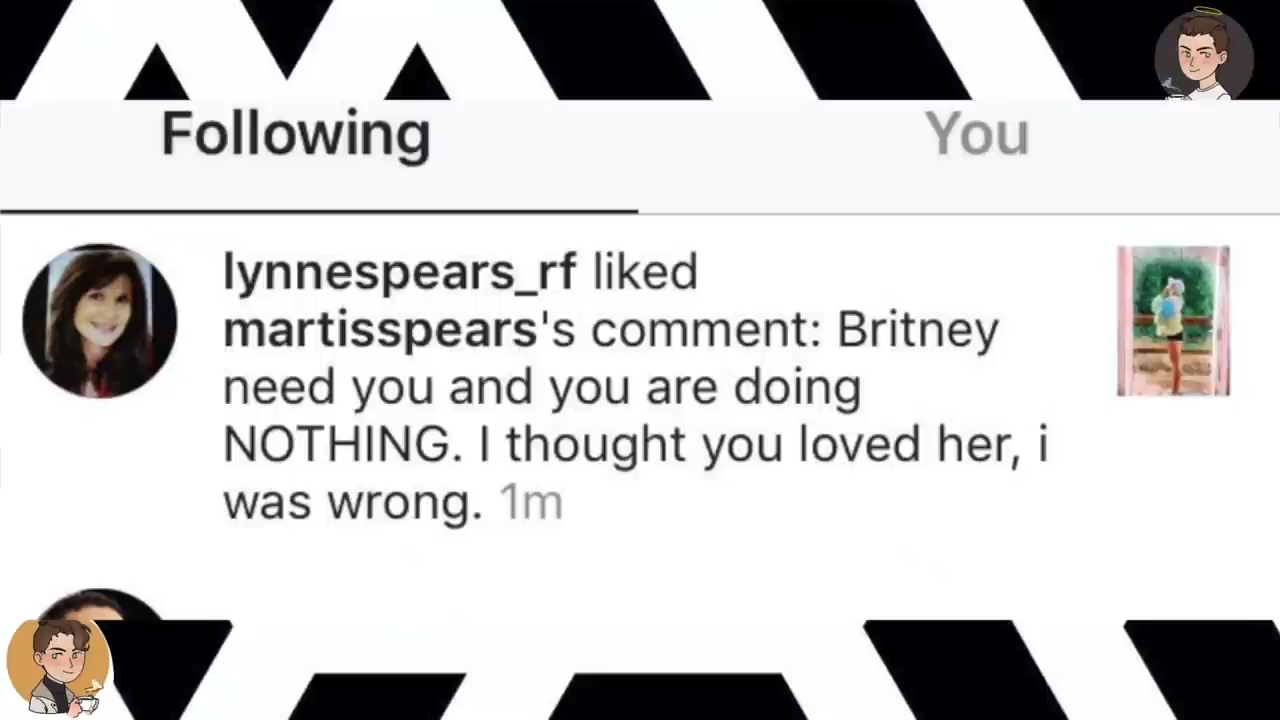 Following
You
lynnespears_rf liked
martisspears's comment: Britney
need you and you are doing
NOTHING. I thought you loved her, i
was wrong. 1m